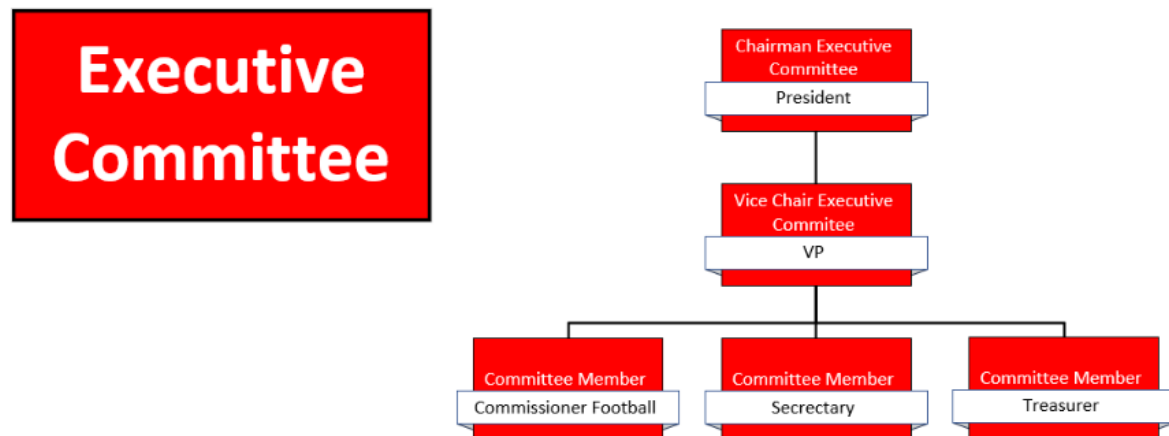 Executive
Committee
Chairman Executive
Committee
President
Vice Chair Executive
Commitee
VP
Committee Member
Commissioner Football
Committee Member
Secrectary
Committee Member
Treasurer